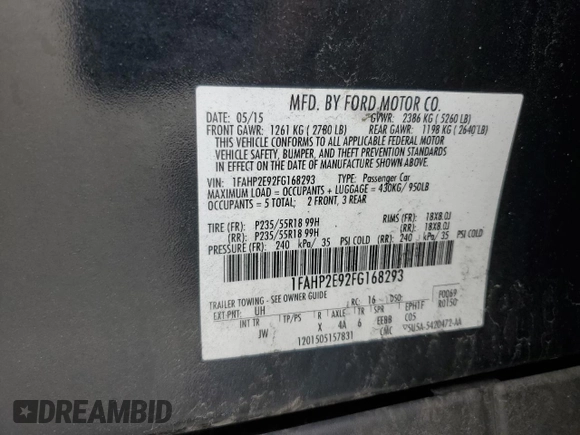 MFD. BY FORD MOTOR CO.
DATE: 05/15 GVWR: 2386 KG ( 5260 LB)
FRONT GAWR: 1261 KG ( 2780 LB) REAR GAWR: 1198 KG ( 2640 LB)
THIS VEHICLE CONFORMS TO ALL APPLICABLE FEDERAL MOTOR
VEHICLE SAFETY, BUMPER, AND THEFT PREVENTION STANDARDS
IN EFFECT ON THE DATE OF MANUFACTURE SHOWN ABOVE.
VIN: 1FAHP2E92FG168293 TYPE: Passenger Car
MAXIMUM LOAD = OCCUPANTS + LUGGAGE = 430KG/ 950LB
OCCUPANTS = 5 TOTAL; 2 FRONT, 3 REAR
TIRE (FR): P235/55R18 99H RIMS (FR): 18X8.0J
(RR): P235/55R18 99H (RR): 18X8.0J
PRESSURE (FR): 240 kPa/ 35 PSI COLD (RR): 240 kPa/ 35 PSI COLD
1FAHP2E92FG168293
TRAILER TOWING - SEE OWNER GUIDE RC: 16 DSO: P0069
EXT-PNT: UH R0150
INT TR TP/PS R AXLE TR SPR EPHTF
JW X 4A 6 EEBB C05
1201505157831 CMC
DREAMBID